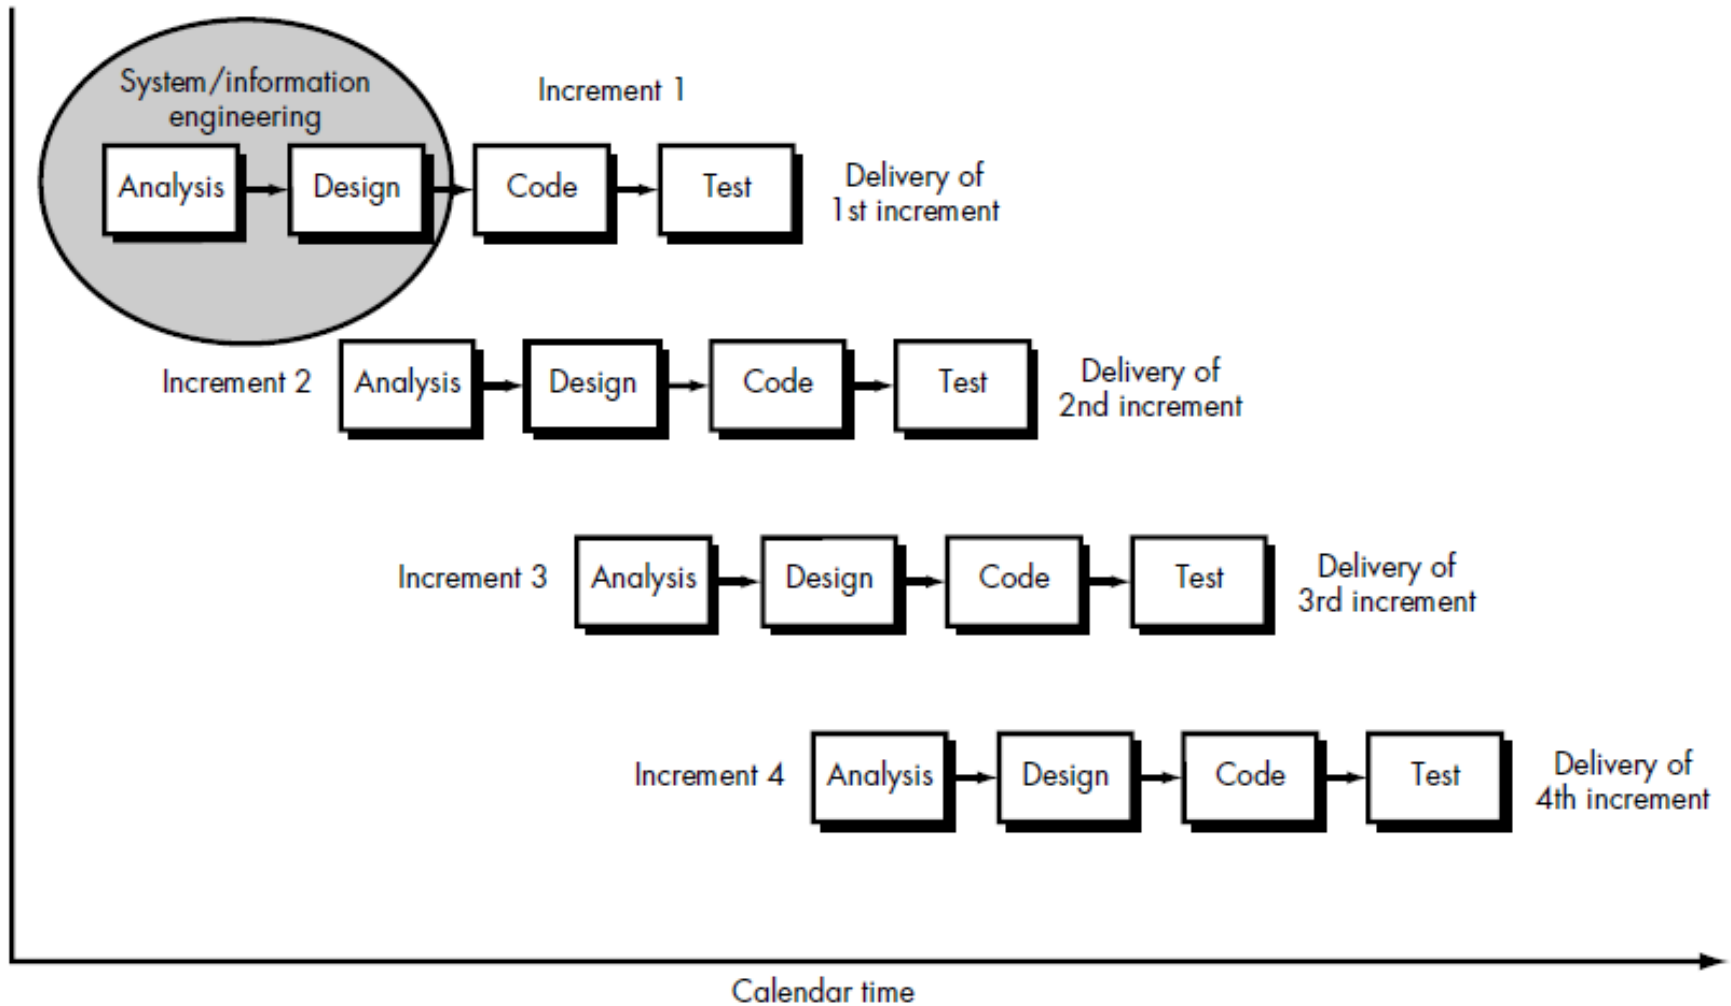 System/information
engineering
Increment 1
Analysis
Design
Code
Test
Delivery of
1st increment
Increment 2
Analysis
Design
Code
Test
Delivery of
2nd increment
Increment 3
Analysis
Design
Code
Test
Delivery of
3rd increment
Increment 4
Analysis
Design
Code
Test
Delivery of
4th increment
Calendar time